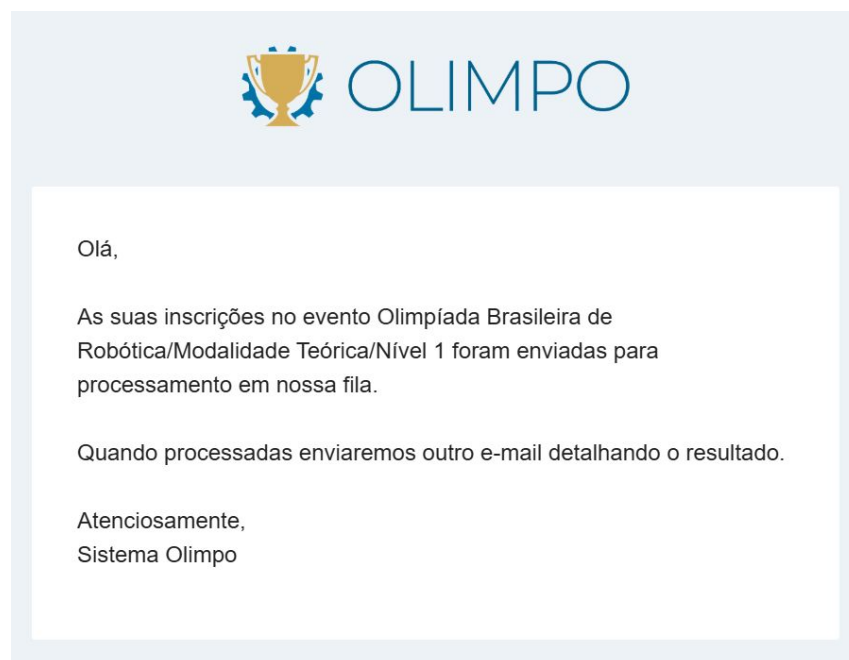 OLIMPO
Olá,
As suas inscrições no evento Olimpíada Brasileira de
Robótica/Modalidade Teórica/Nível 1 foram enviadas para
processamento em nossa fila.
Quando processadas enviaremos outro e-mail detalhando o resultado.
Atenciosamente,
Sistema Olimpo